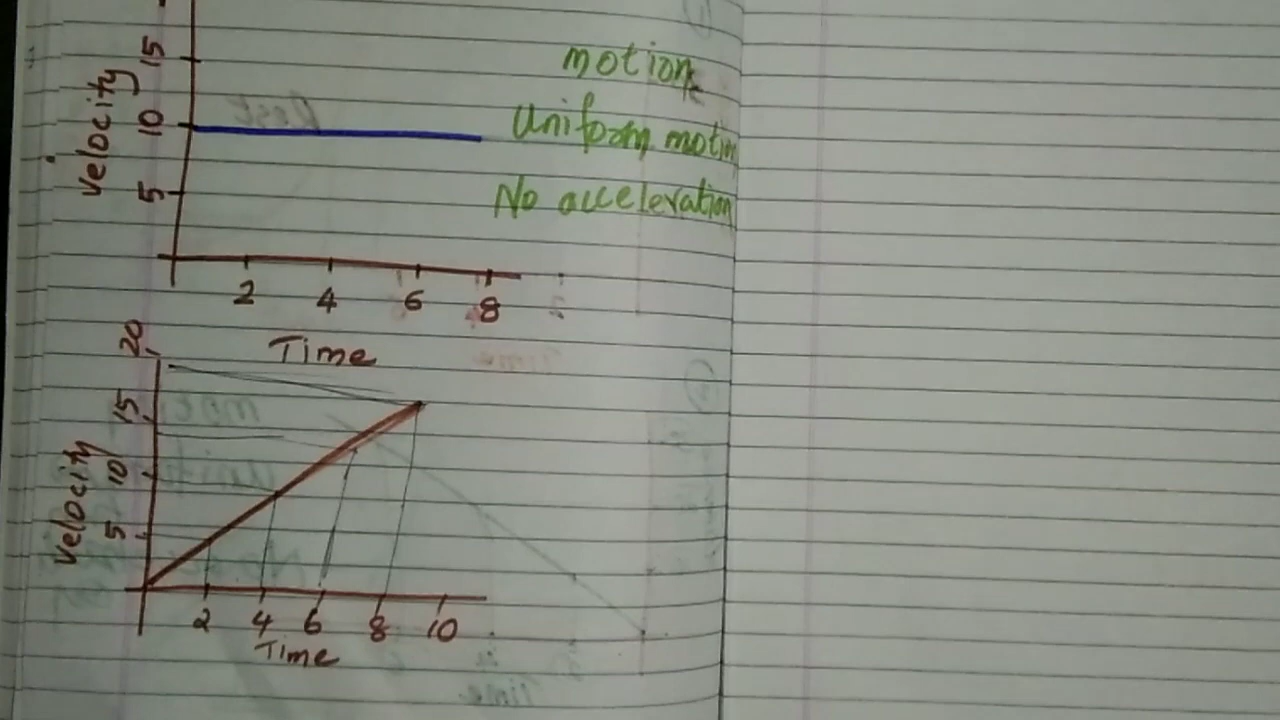 15
motion
velocity
10
Uniform motion
5
No acceleration
2 4 6 8
Time
20
15
velocity
10
5
2 4 6 8 10
Time